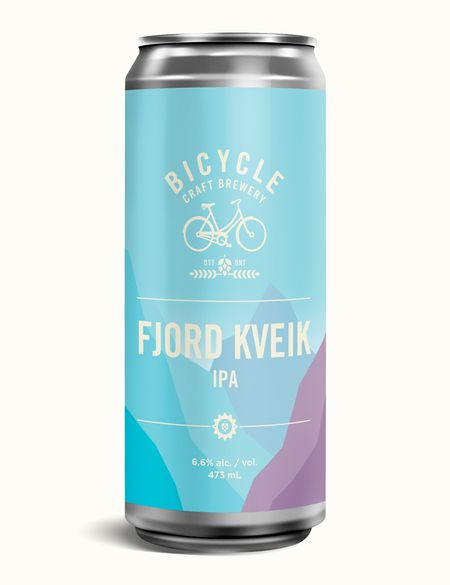 BICYCLE
CRAFT BREWERY
OTT ONT
FJORD KVEIK
IPA
6.6% alc. / vol.
473 mL